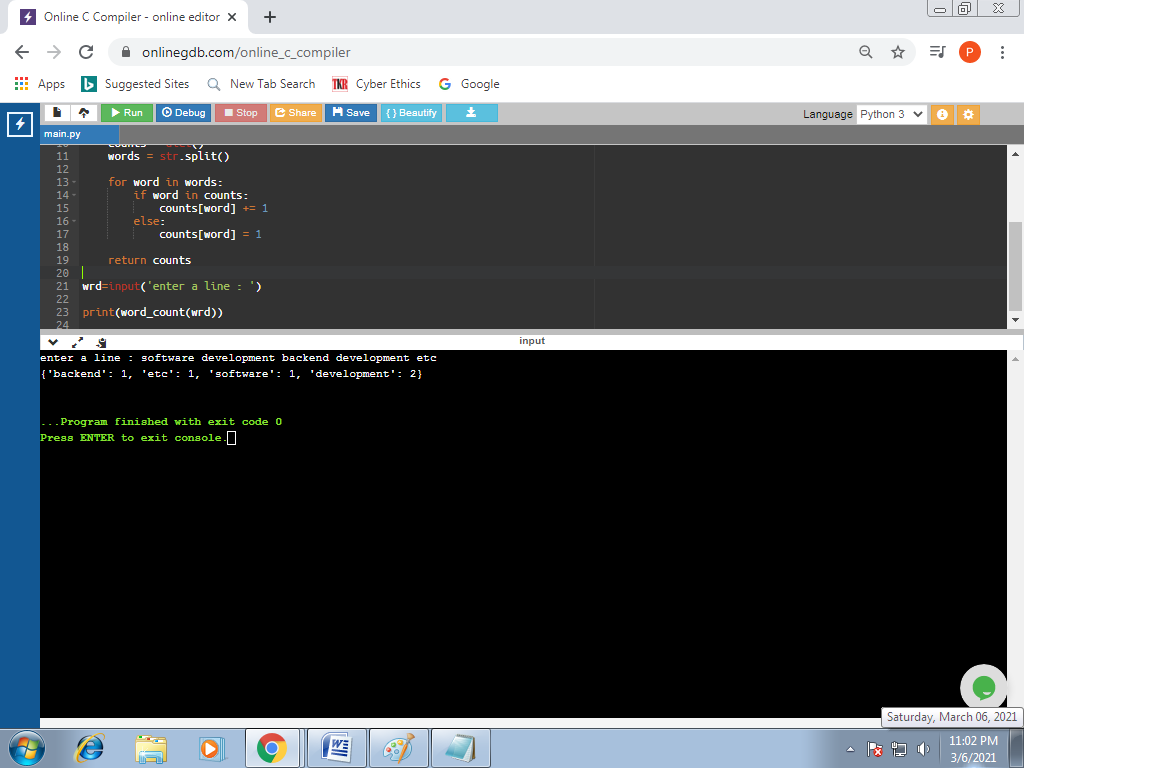 Online C Compiler - online editor
onlinegdb.com/online_c_compiler
P
Apps
Suggested Sites
New Tab Search
TKR Cyber Ethics
Google
Run
Debug
Stop
Share
Save
{ } Beautify
Language Python 3
main.py
11 words = str.split()
12
13 for word in words:
14 if word in counts:
15 counts[word] += 1
16 else:
17 counts[word] = 1
18
19 return counts
20
21 wrd=input('enter a line : ')
22
23 print(word_count(wrd))
24
input
enter a line : software development backend development etc
{'backend': 1, 'etc': 1, 'software': 1, 'development': 2}
...Program finished with exit code 0
Press ENTER to exit console.
Saturday, March 06, 2021
11:02 PM
3/6/2021